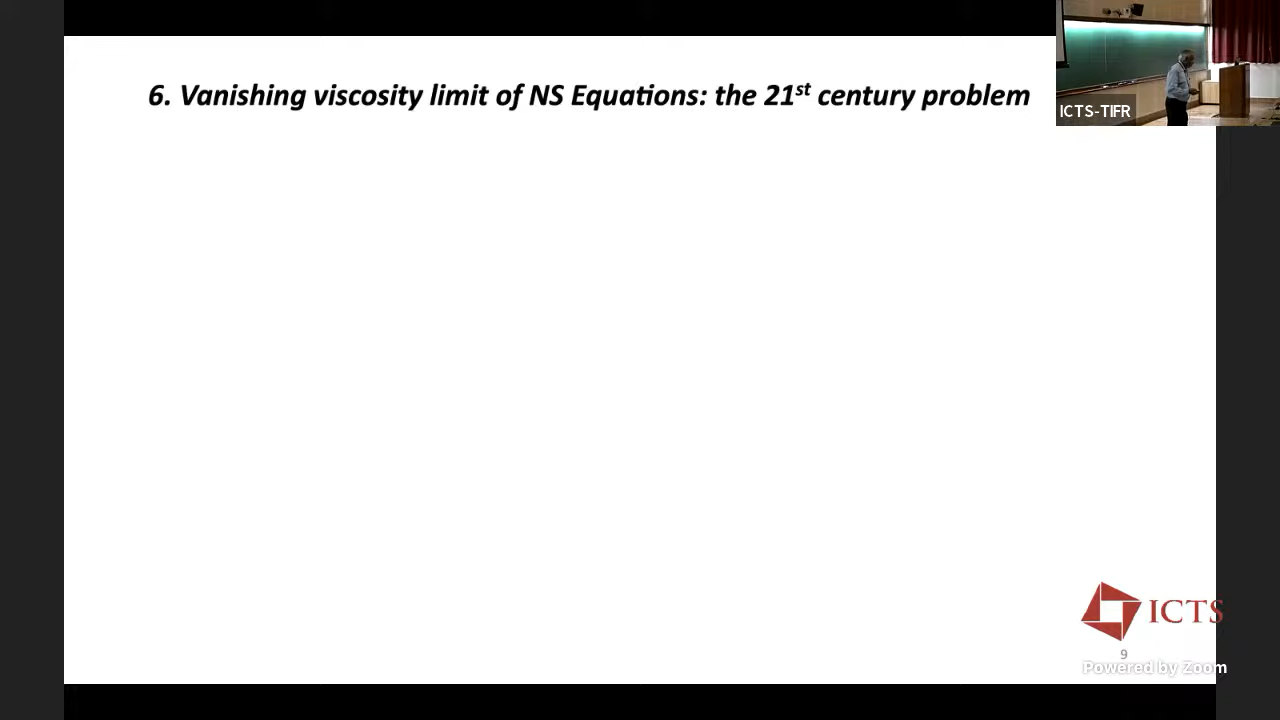 6. Vanishing viscosity limit of NS Equations: the 21st century problem
ICTS-TIFR
ICTS
9
Powered by Zoom